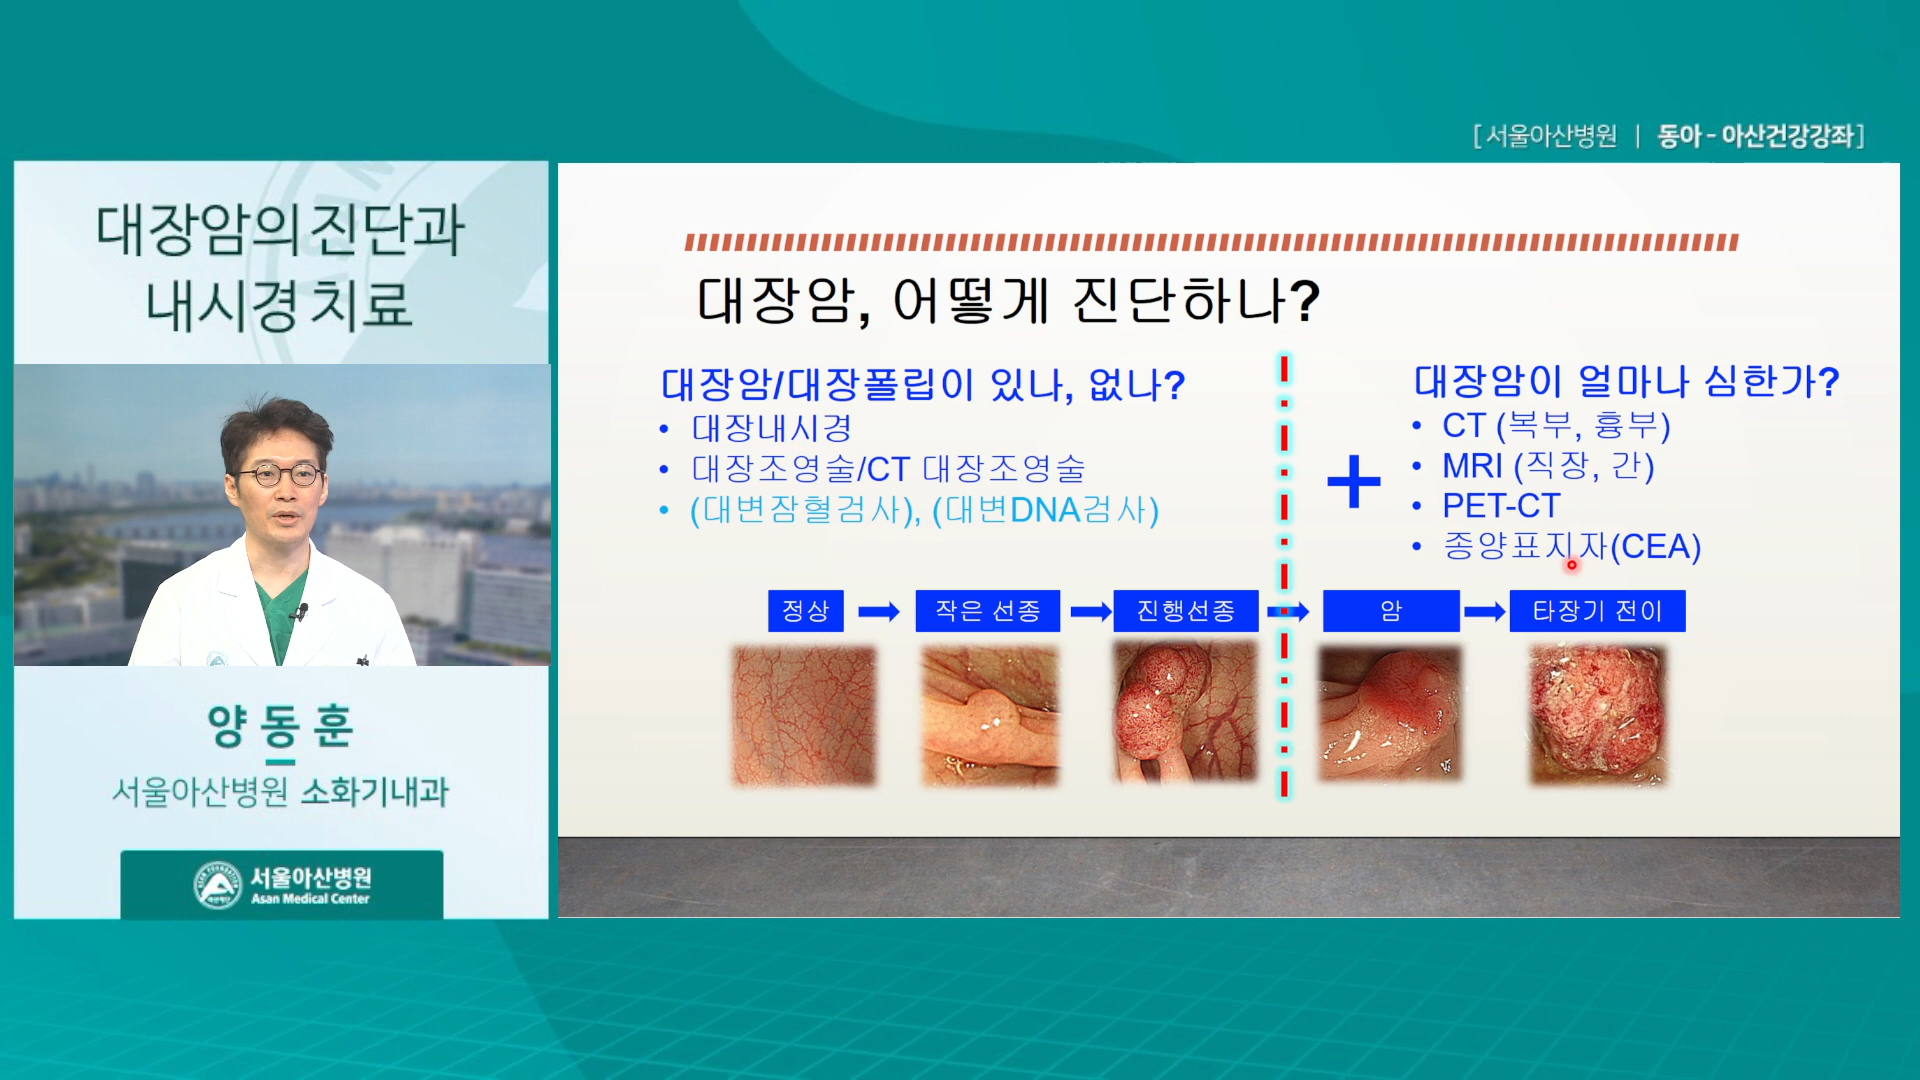 [ 서울아산병원 | 동아 - 아산건강강좌 ]
대장암의 진단과
내시경 치료
양 동 훈
서울아산병원 소화기내과
서울아산병원
Asan Medical Center
대장암, 어떻게 진단하나?
대장암/대장폴립이 있나, 없나?
• 대장내시경
• 대장조영술/CT 대장조영술
• (대변잠혈검사), (대변DNA검사)
+
대장암이 얼마나 심한가?
• CT (복부, 흉부)
• MRI (직장, 간)
• PET-CT
• 종양표지자(CEA)
정상
작은 선종
진행선종
암
타장기 전이